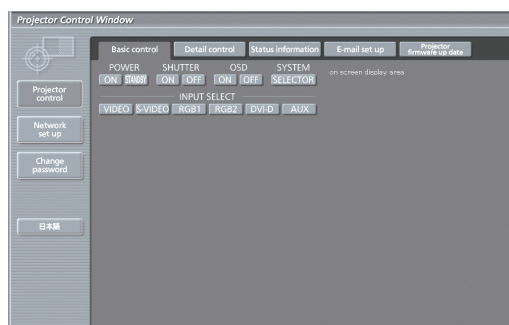 Projector Control Window
Basic control Detail control Status information E-mail set up Projector firmware up date
POWER SHUTTER OSD SYSTEM
ON STANDBY ON OFF ON OFF SELECTOR
on screen display area
INPUT SELECT
VIDEO S-VIDEO RGB1 RGB2 DVI-D AUX
Projector
control
Network
set up
Change
password
日本語